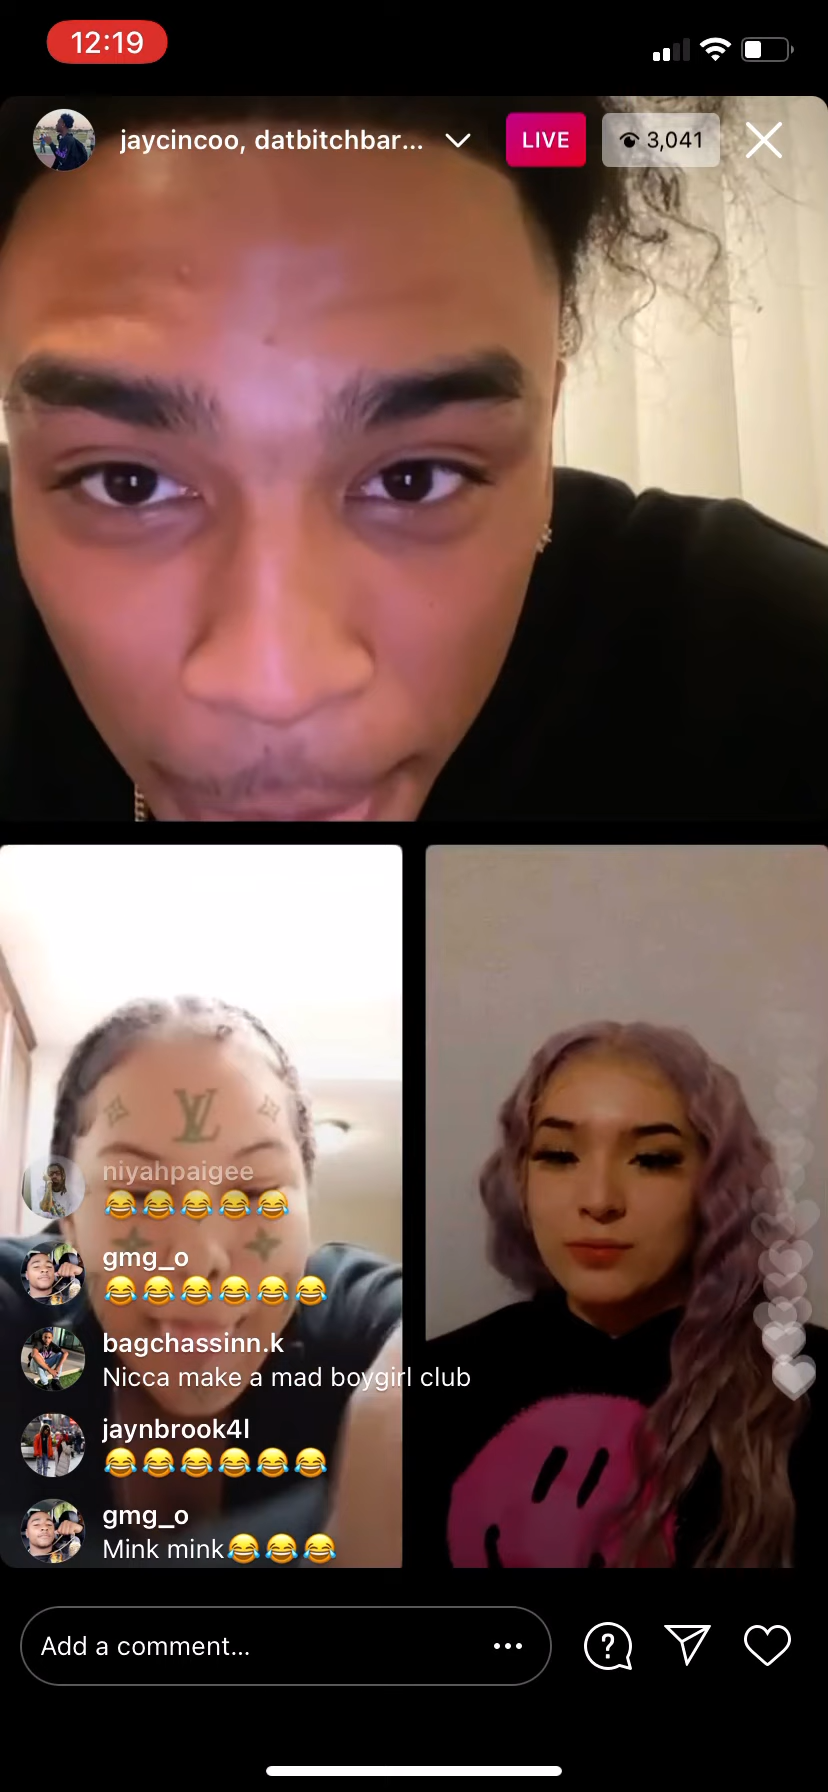 12:19
jaycincoo, datbitchbar...
LIVE
3,041
LV
niyahpaigee
😂😂😂😂😂
gmg_o
😂😂😂😂😂😂
bagchassinn.k
Nicca make a mad boygirl club
jaynbrook4l
😂😂😂😂😂😂
gmg_o
Mink mink😂😂😂
Add a comment...